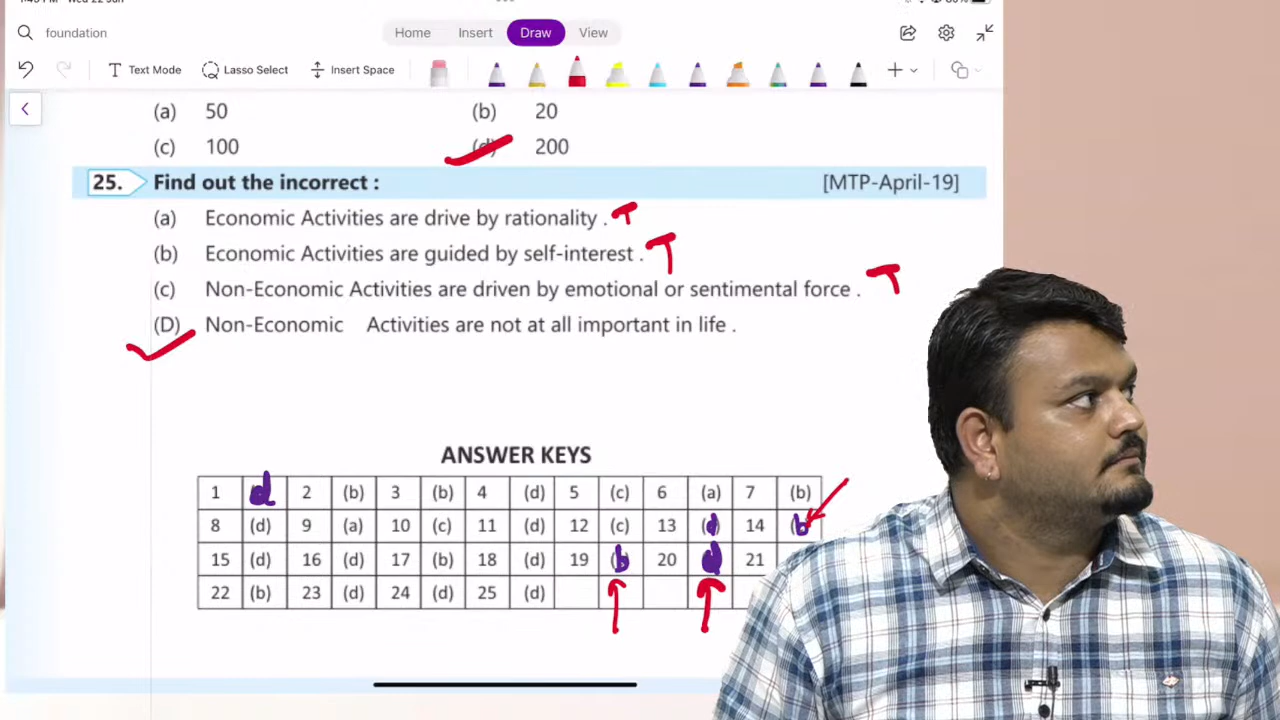 foundation
Home Insert Draw View
Text Mode Lasso Select Insert Space
(a) 50 (b) 20
(c) 100 (d) 200
25. Find out the incorrect : [MTP-April-19]
(a) Economic Activities are drive by rationality . T
(b) Economic Activities are guided by self-interest . T
(c) Non-Economic Activities are driven by emotional or sentimental force . T
(D) Non-Economic Activities are not at all important in life .
ANSWER KEYS
1 d 2 (b) 3 (b) 4 (d) 5 (c) 6 (a) 7 (b)
8 (d) 9 (a) 10 (c) 11 (d) 12 (c) 13 (d) 14 (b
15 (d) 16 (d) 17 (b) 18 (d) 19 b 20 d 21
22 (b) 23 (d) 24 (d) 25 (d)